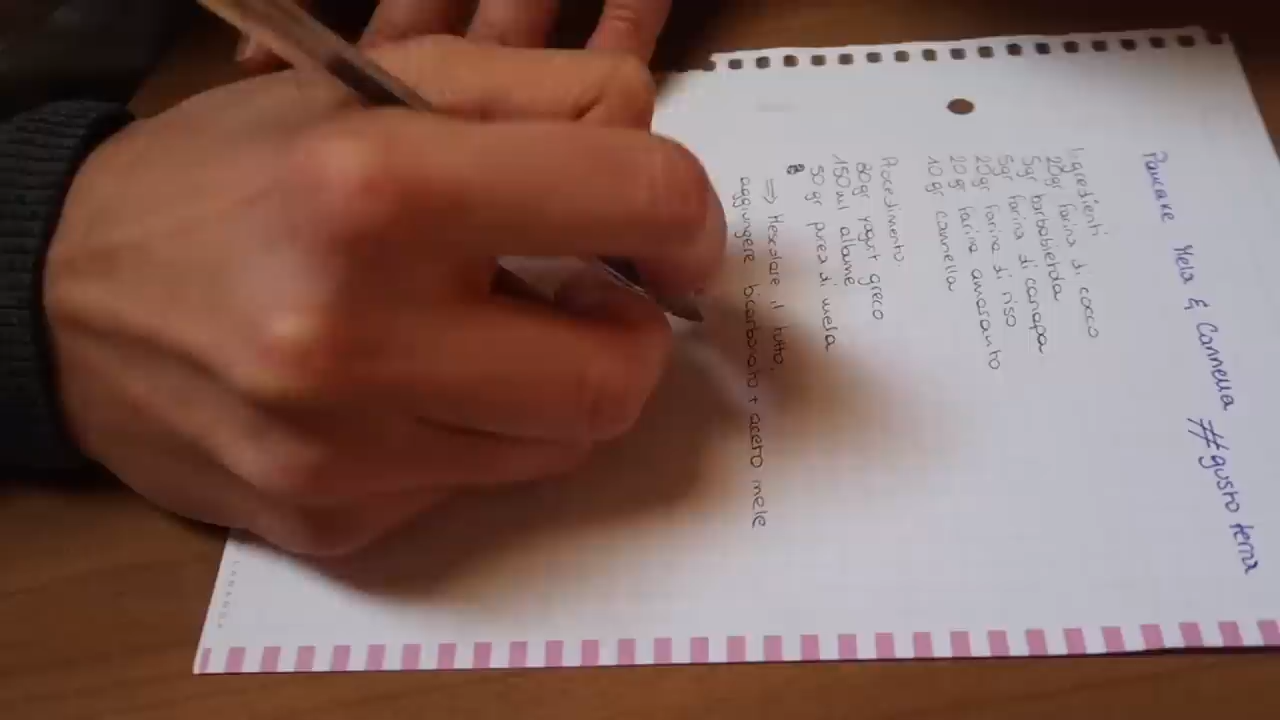 Pancake Mela & Cannella #gusto terra
Ingredienti
20gr farina di cocco
5gr barbabietola
5gr farina di canapa
20gr farina di riso
20gr farina amaranto
10 gr cannella
Procedimento
80gr yogurt greco
150ml albume
50 gr purea di mela
=> Mescolare il tutto.
aggiungere bicarbonato + aceto mele